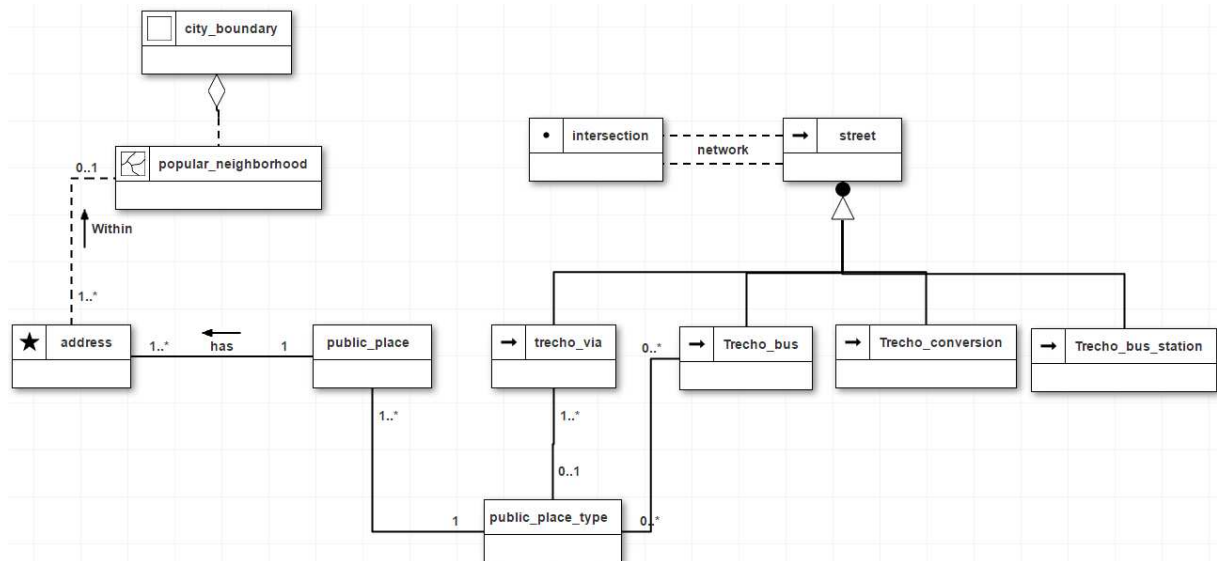 city_boundary
intersection
street
network
popular_neighborhood
0..1
Within
1..*
address
1..*
has
1
public_place
trecho_via
0..*
Trecho_bus
Trecho_conversion
Trecho_bus_station
1..*
1..*
0..1
1
public_place_type
0..*